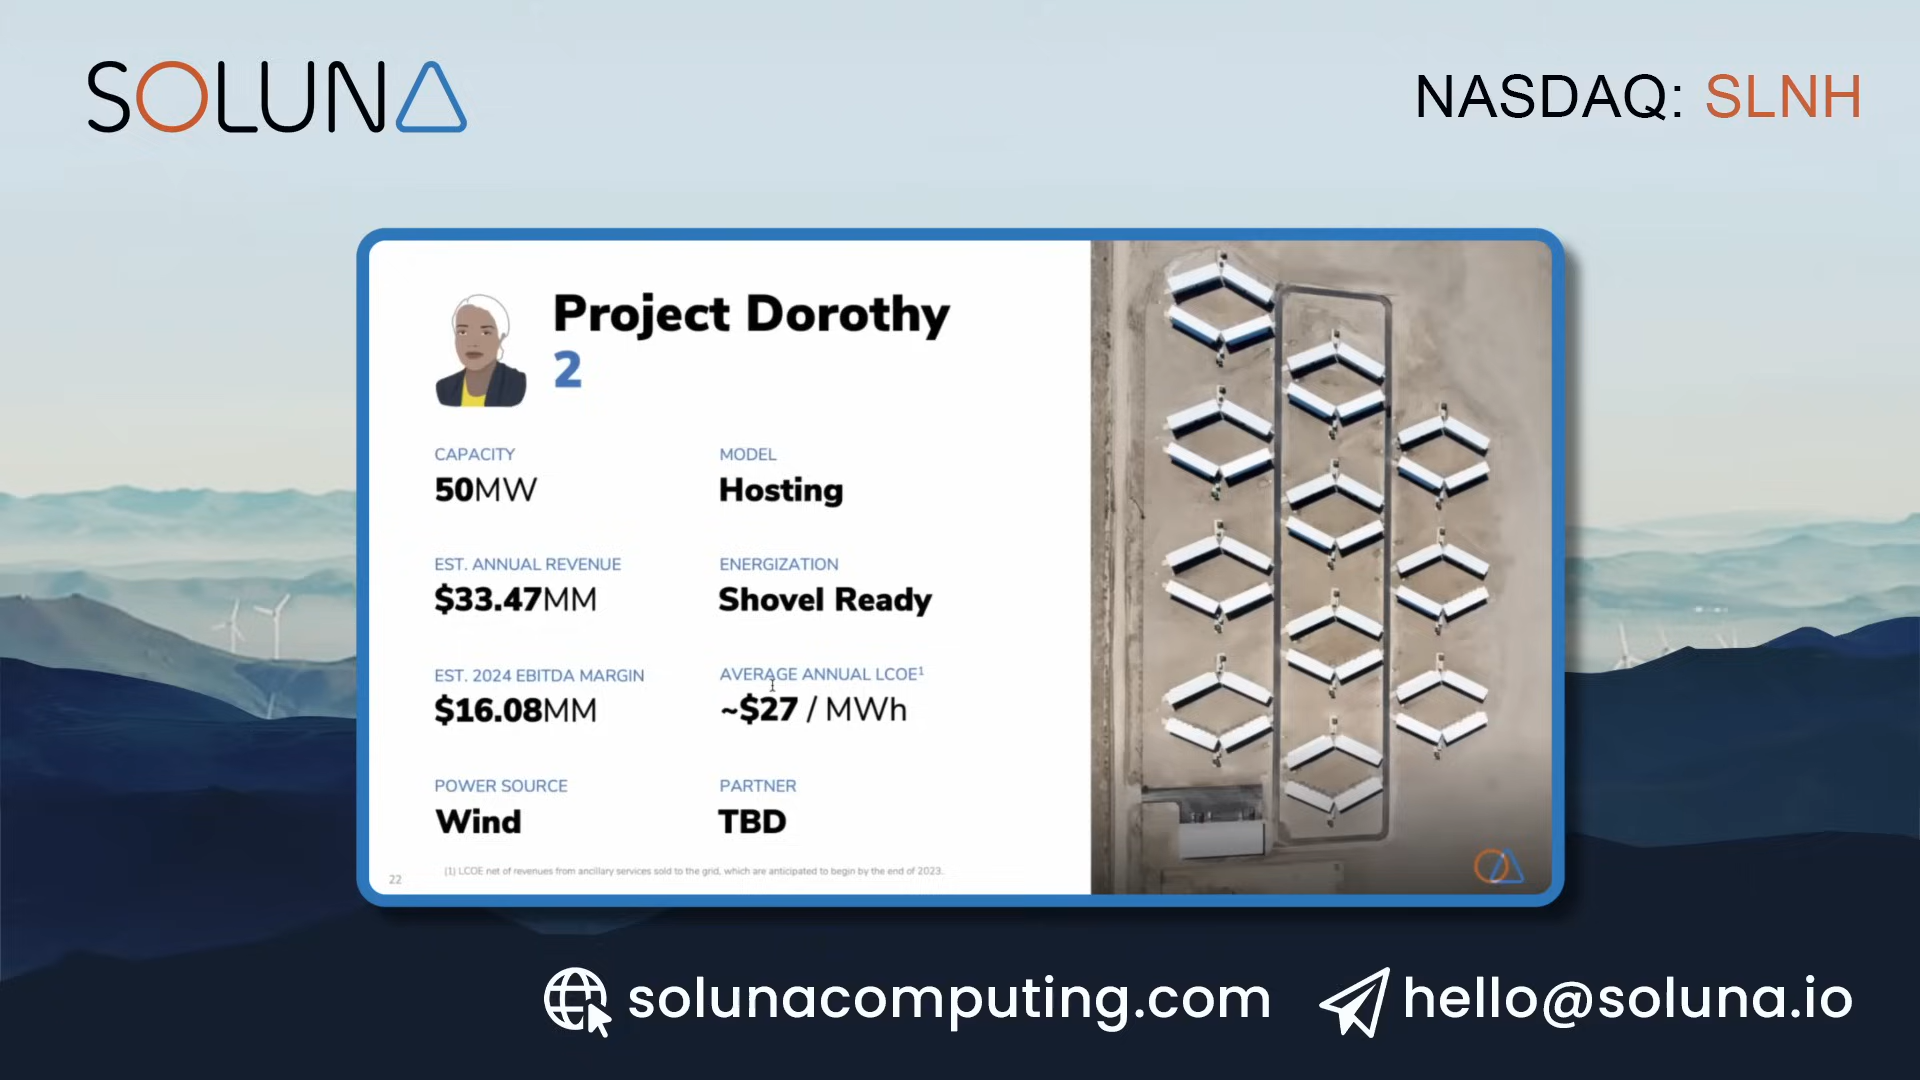 SOLUNA
NASDAQ: SLNH
Project Dorothy
2
CAPACITY
50MW
MODEL
Hosting
EST. ANNUAL REVENUE
$33.47MM
ENERGIZATION
Shovel Ready
EST. 2024 EBITDA MARGIN
$16.08MM
AVERAGE ANNUAL LCOE¹
~$27 / MWh
POWER SOURCE
Wind
PARTNER
TBD
(1) LCOE net of revenues from ancillary services sold to the grid, which are anticipated to begin by the end of 2023.
22
solunacomputing.com
hello@soluna.io